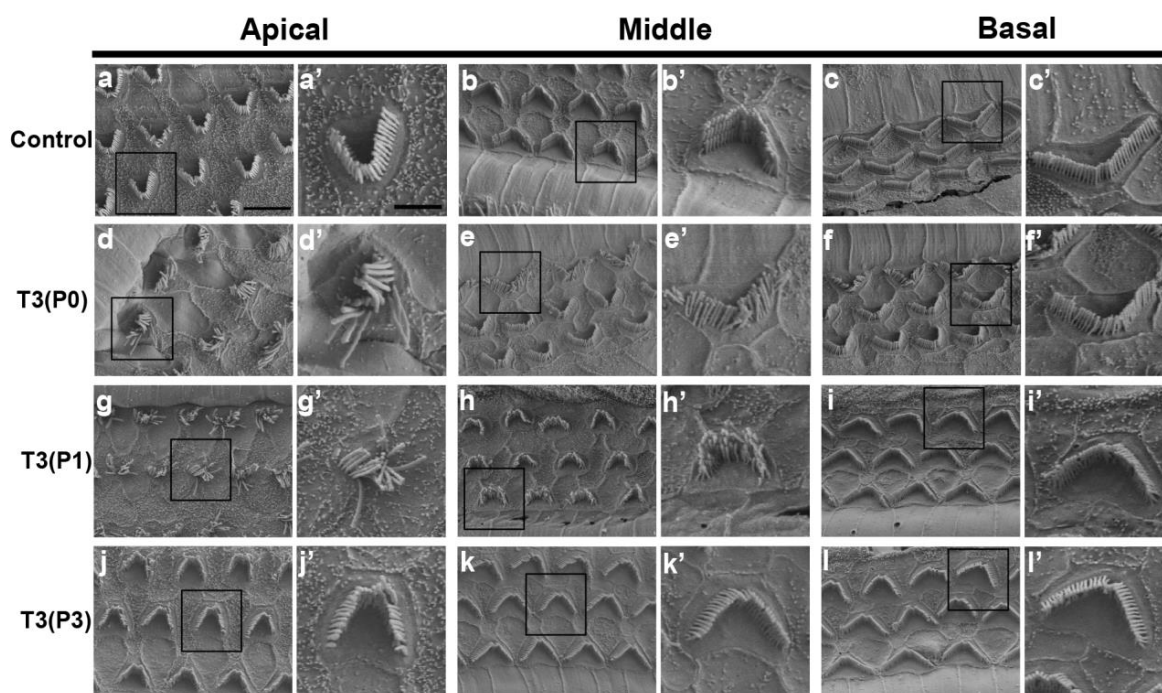 Apical Middle Basal
Control a a' b b' c c'
T3(P0) d d' e e' f f'
T3(P1) g g' h h' i i'
T3(P3) j j' k k' l l'